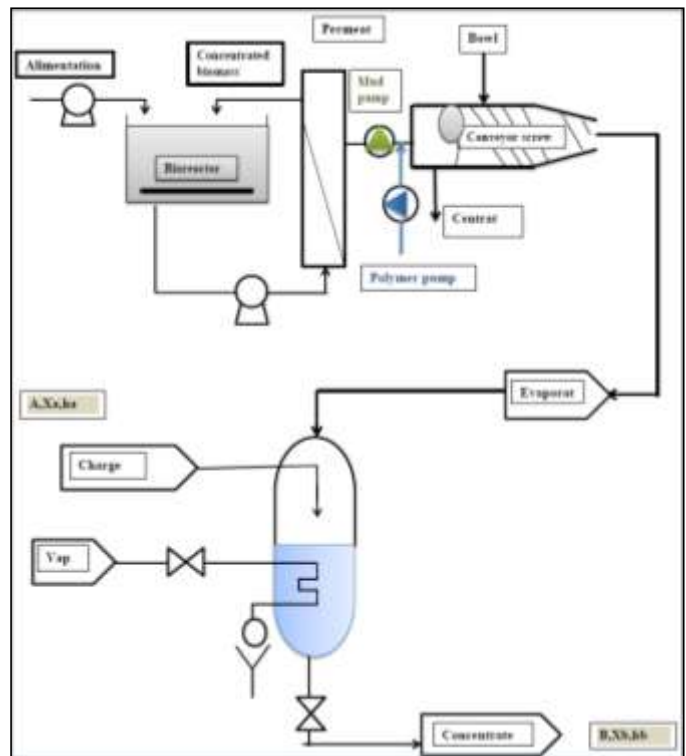 Permeat
Bowl
Alimentation
Concentrated
biomass
Mud
pump
Conveyor screw
Bioreactor
Centrat
Polymer pump
Evaporat
A,Xa,ha
Charge
Vap
Concentrate
B,Xb,hb